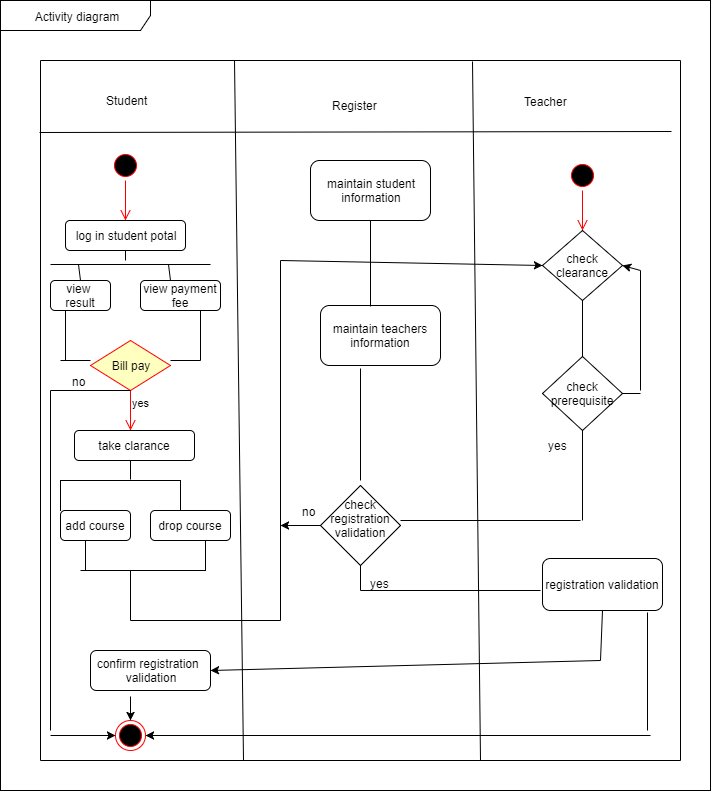 Activity diagram
Student
Register
Teacher
log in student potal
view
result
view payment
fee
Bill pay
no
yes
take clarance
add course
drop course
confirm registration
validation
maintain student
information
maintain teachers
information
check
registration
validation
no
yes
check
clearance
check
prerequisite
yes
registration validation